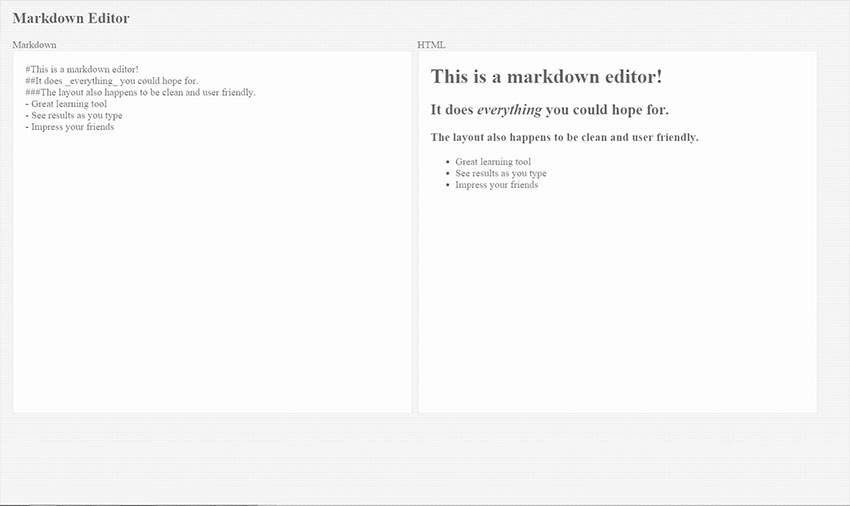 Markdown Editor
Markdown
#This is a markdown editor!
##It does _everything_ you could hope for.
###The layout also happens to be clean and user friendly.
- Great learning tool
- See results as you type
- Impress your friends
HTML
This is a markdown editor!
It does everything you could hope for.
The layout also happens to be clean and user friendly.
• Great learning tool
• See results as you type
• Impress your friends